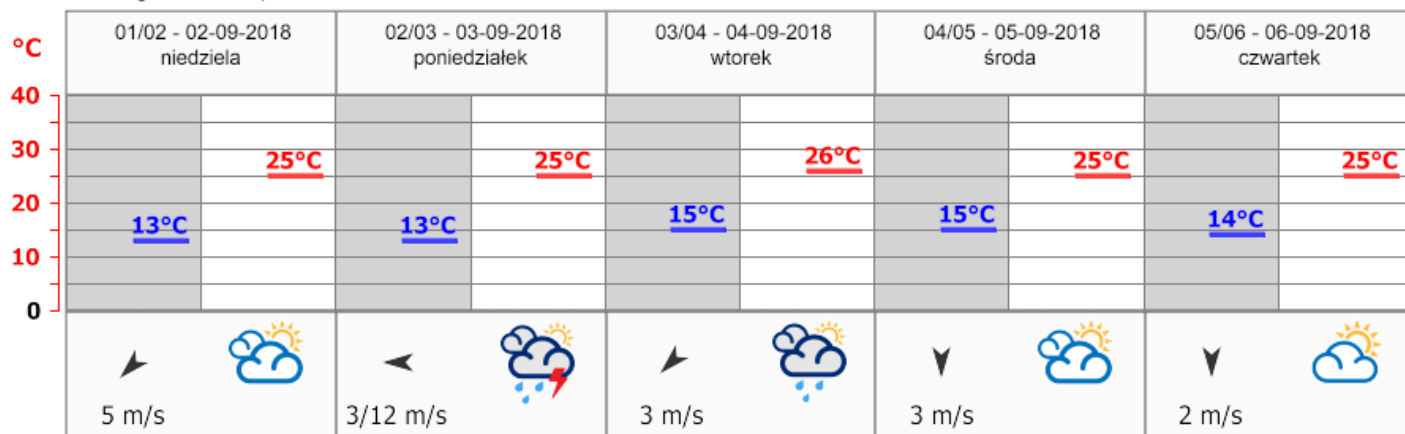 01/02 - 02-09-2018
niedziela
02/03 - 03-09-2018
poniedziałek
03/04 - 04-09-2018
wtorek
04/05 - 05-09-2018
środa
05/06 - 06-09-2018
czwartek
°C
40
30
20
10
0
13°C
25°C
13°C
25°C
15°C
26°C
15°C
25°C
14°C
25°C
5 m/s
3/12 m/s
3 m/s
3 m/s
2 m/s